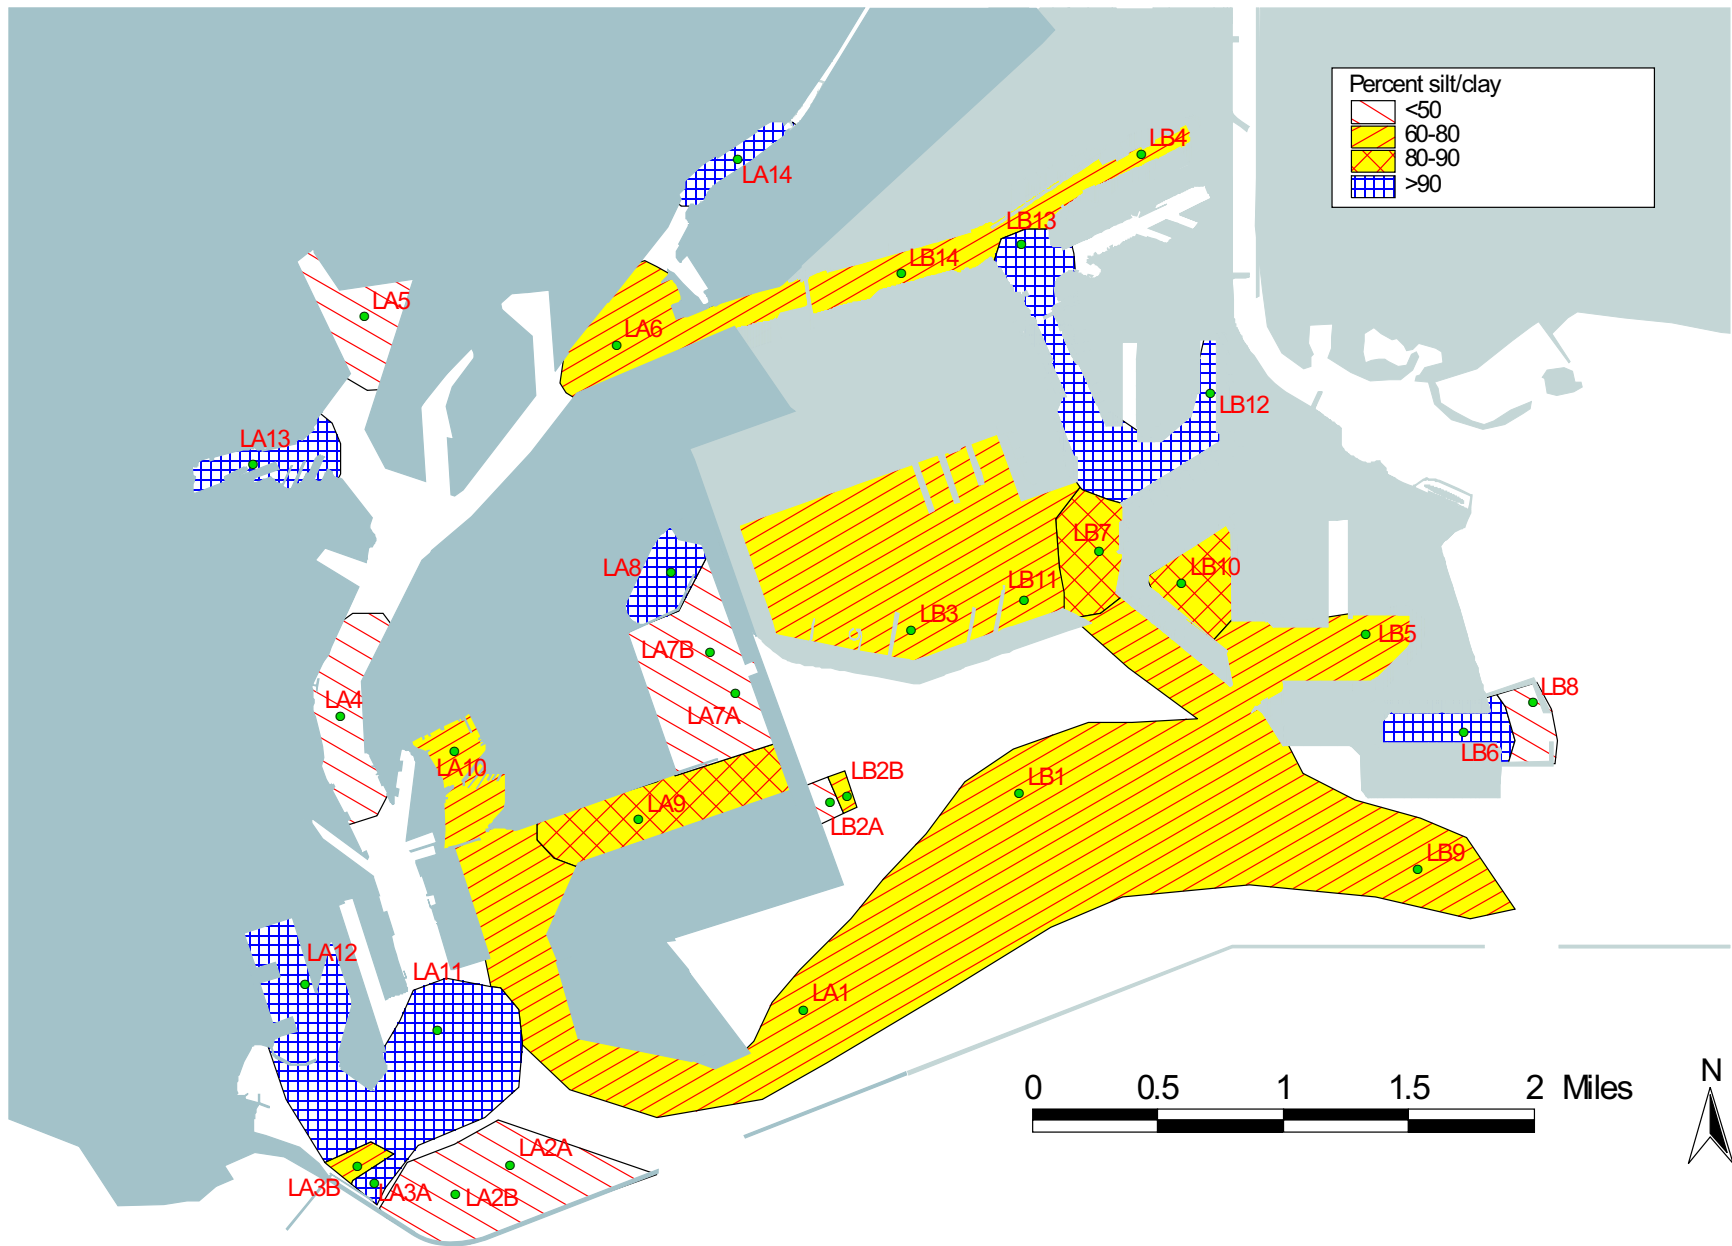 Percent silt/clay
<50
60-80
80-90
>90
LB4
LA14
LB13
LB14
LA5
LA6
LB12
LA13
LB7
LA8
LB10
LB11
LB3
LB5
LA7B
LA4
LA7A
LB8
LB6
LA10
LB2B
LB1
LA9
LB2A
LB9
LA12
LA11
LA1
N
0 0.5 1 1.5 2 Miles
LA2A
LA3B
LA3A
LA2B